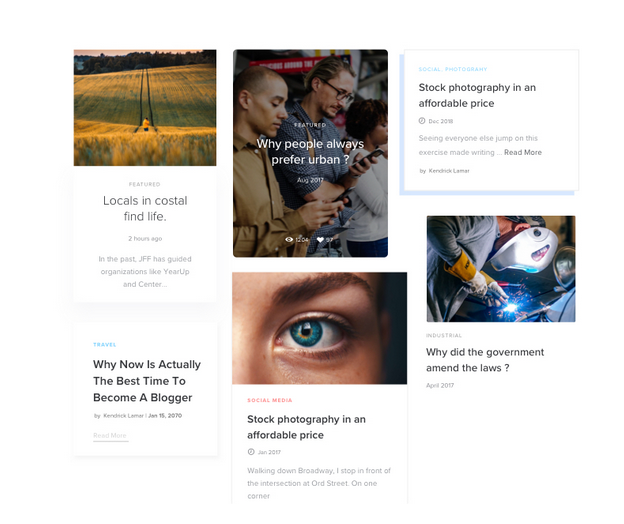 FEATURED
Locals in costal
find life.
2 hours ago
In the past, JFF has guided
organizations like YearUp
and Center...
TRAVEL
Why Now Is Actually
The Best Time To
Become A Blogger
by Kendrick Lamar | Jan 15, 2070
Read More
FEATURED
Why people always
prefer urban ?
Aug 2017
1204 97
SOCIAL MEDIA
Stock photography in an
affordable price
Jan 2017
Walking down Broadway, I stop in front of
the intersection at Ord Street. On one
corner
SOCIAL, PHOTOGRAHY
Stock photography in an
affordable price
Dec 2018
Seeing everyone else jump on this
exercise made writing ... Read More
by Kendrick Lamar
INDUSTRIAL
Why did the government
amend the laws ?
April 2017